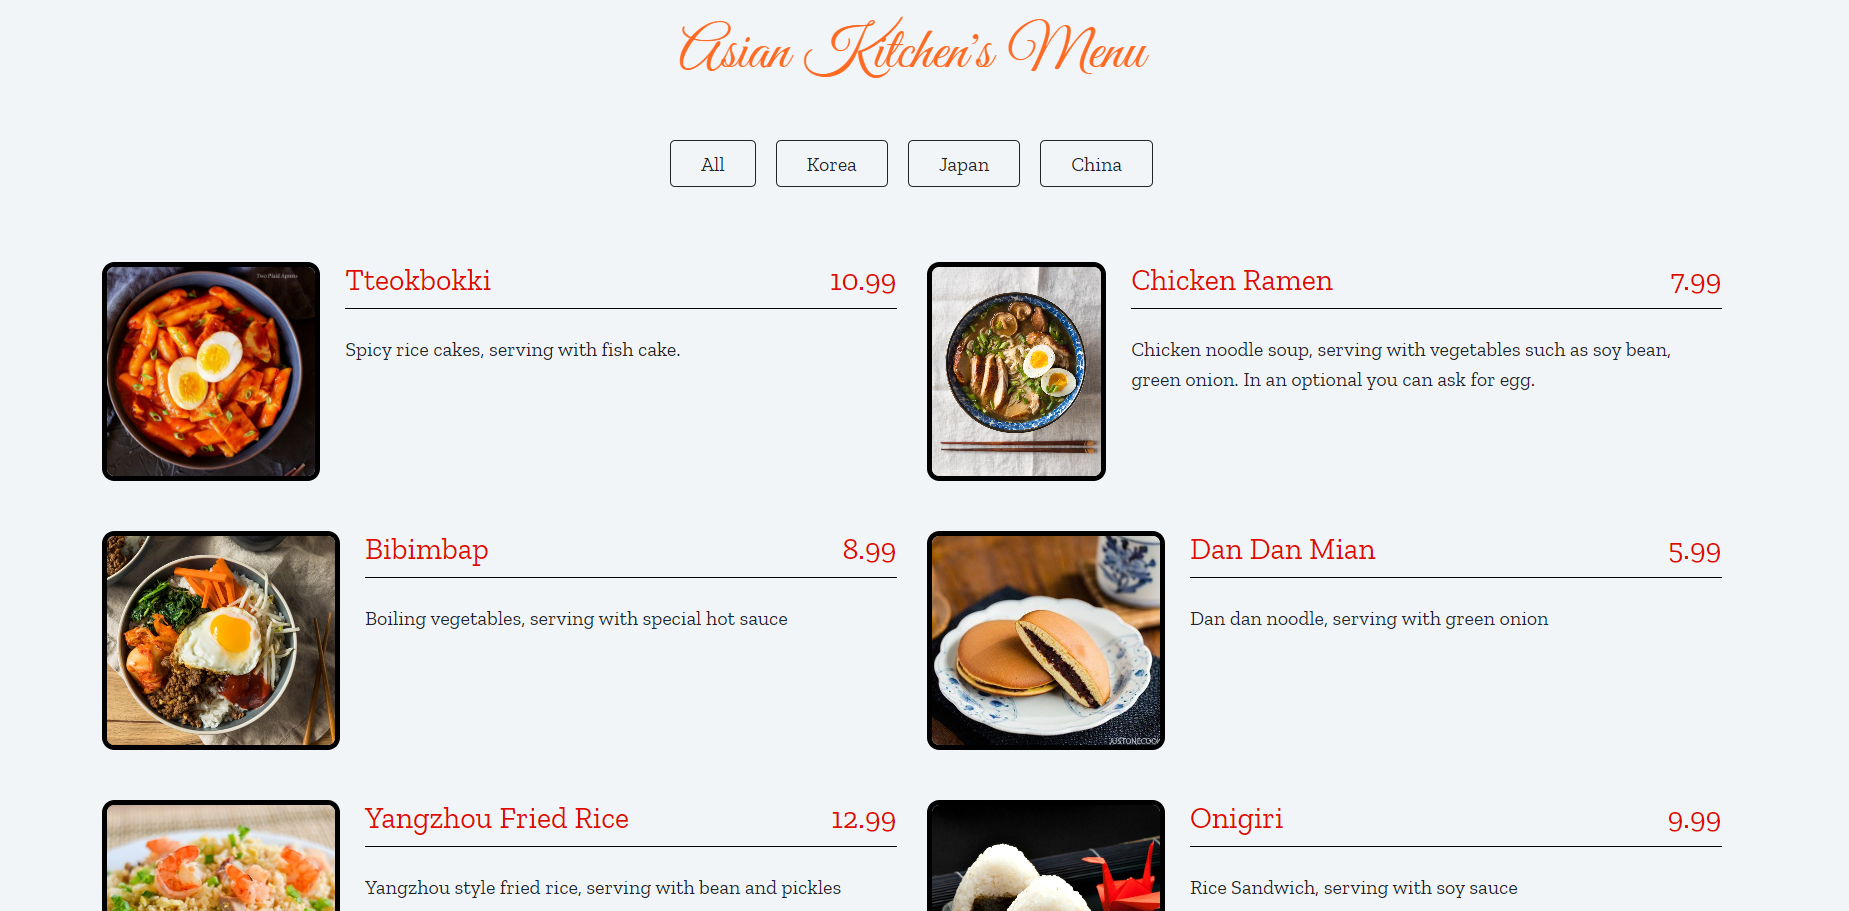 Asian Kitchen's Menu
All
Korea
Japan
China
Two Plaid Aprons
Tteokbokki 10.99
Spicy rice cakes, serving with fish cake.
Chicken Ramen 7.99
Chicken noodle soup, serving with vegetables such as soy bean,
green onion. In an optional you can ask for egg.
Bibimbap 8.99
Boiling vegetables, serving with special hot sauce
Dan Dan Mian 5.99
Dan dan noodle, serving with green onion
JUSTONECOO
Yangzhou Fried Rice 12.99
Yangzhou style fried rice, serving with bean and pickles
Onigiri 9.99
Rice Sandwich, serving with soy sauce